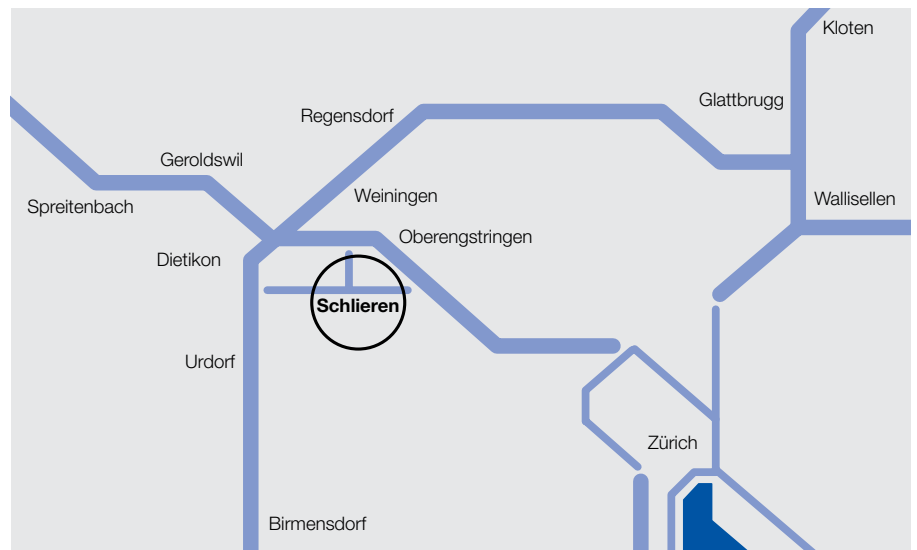 Kloten
Glattbrugg
Regensdorf
Geroldswil
Weiningen
Wallisellen
Spreitenbach
Oberengstringen
Dietikon
Schlieren
Urdorf
Zürich
Birmensdorf